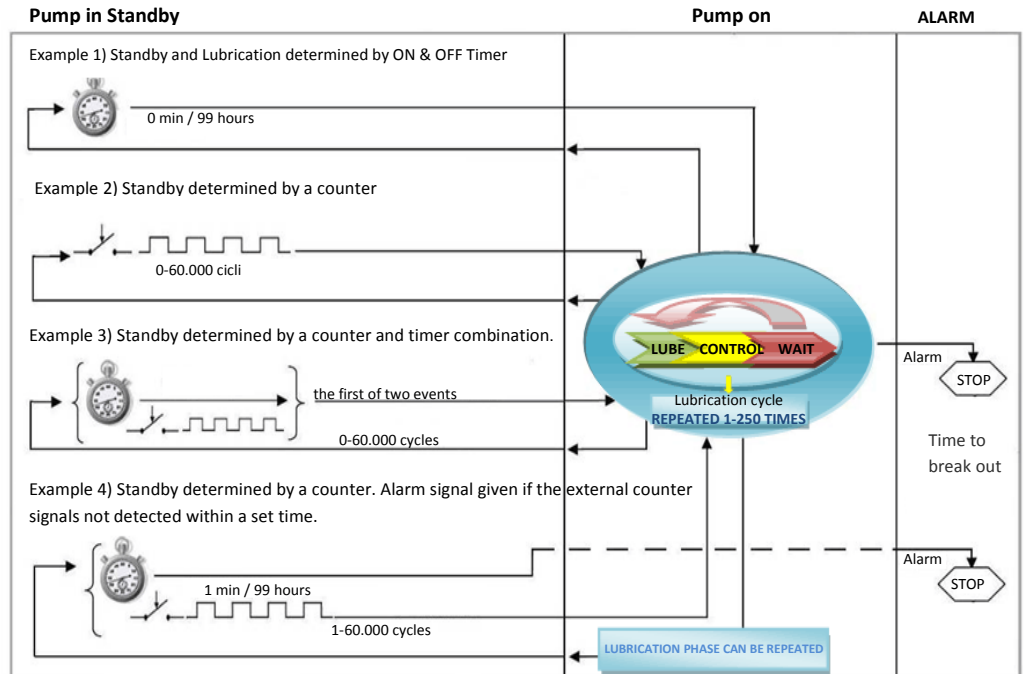 Pump in Standby
Pump on
ALARM
Example 1) Standby and Lubrication determined by ON & OFF Timer
0 min / 99 hours
Example 2) Standby determined by a counter
0-60.000 cicli
Example 3) Standby determined by a counter and timer combination.
the first of two events
0-60.000 cycles
LUBE CONTROL WAIT
Lubrication cycle
REPEATED 1-250 TIMES
Alarm
STOP
Time to
break out
Example 4) Standby determined by a counter. Alarm signal given if the external counter
signals not detected within a set time.
1 min / 99 hours
1-60.000 cycles
Alarm
STOP
LUBRICATION PHASE CAN BE REPEATED